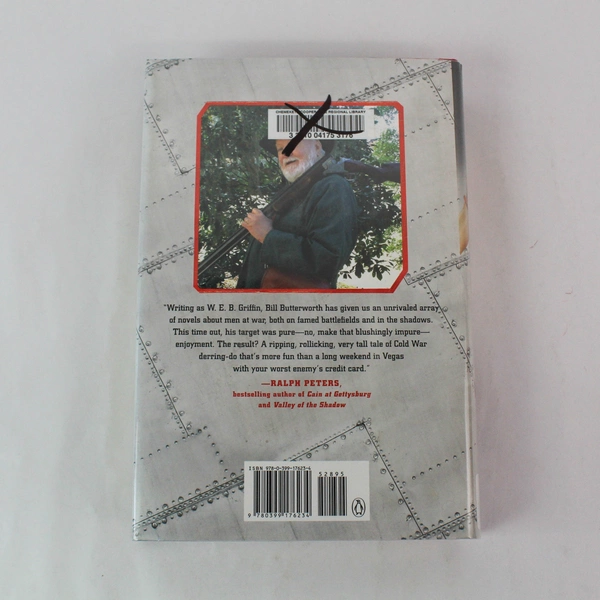 REGIONAL LIBRARY
04175 3176
"Writing as W. E. B. Griffin, Bill Butterworth has given us an unrivaled array
of novels about men at war, both on famed battlefields and in the shadows.
This time out, his target was pure—no, make that blushingly impure—
enjoyment. The result? A ripping, rollicking, very tall tale of Cold War
derring-do that's more fun than a long weekend in Vegas
with your worst enemy's credit card."
—RALPH PETERS,
bestselling author of Cain at Gettysburg
and Valley of the Shadow
ISBN 978-0-399-17623-4
52895
9 780399 176234